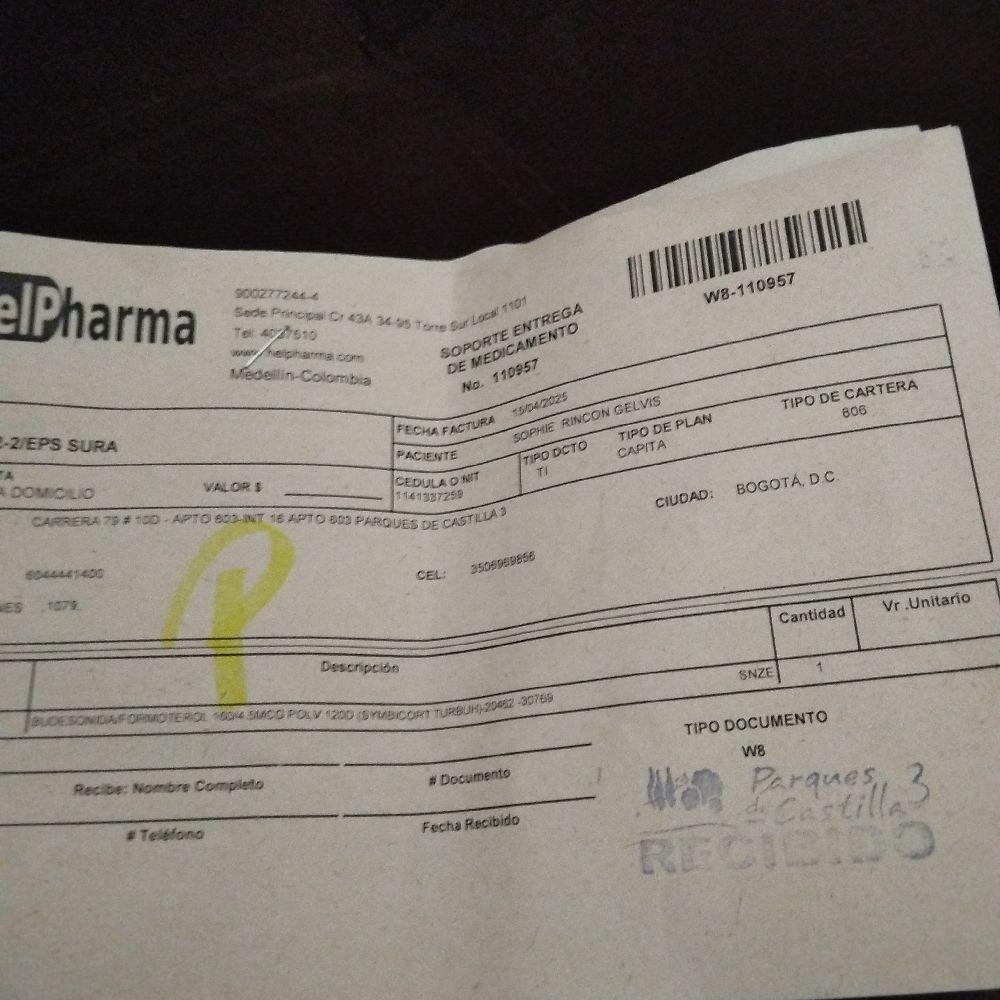 elPharma
900277244-4
Sede Principal Cr 43A 34-95 Torre Sur Local 1101
Tel: 4037510
www.helpharma.com
Medellín-Colombia
SOPORTE ENTREGA
DE MEDICAMENTO
No. 110957
W8-110957
-2/EPS SURA
FECHA FACTURA 15/04/2025
PACIENTE SOPHIE RINCON GELVIS
TA
A DOMICILIO VALOR $
CEDULA O NIT
1141337259
TIPO DCTO
TI
TIPO DE PLAN
CAPITA
TIPO DE CARTERA
806
CARRERA 79 # 10D - APTO 603-INT 16 APTO 603 PARQUES DE CASTILLA 3
CIUDAD: BOGOTÁ, D.C.
6044441400
CEL: 3506969856
NES .1079.
P
Descripción Cantidad Vr .Unitario
BUDESONIDA/FORMOTEROL 160/4.5MCG POLV 120D (SYMBICORT TURBUH)-20462 -30769 SNZE 1
TIPO DOCUMENTO
W8
Recibe: Nombre Completo # Documento
# Teléfono Fecha Recibido
Parques 3
de Castilla
RECIBIDO